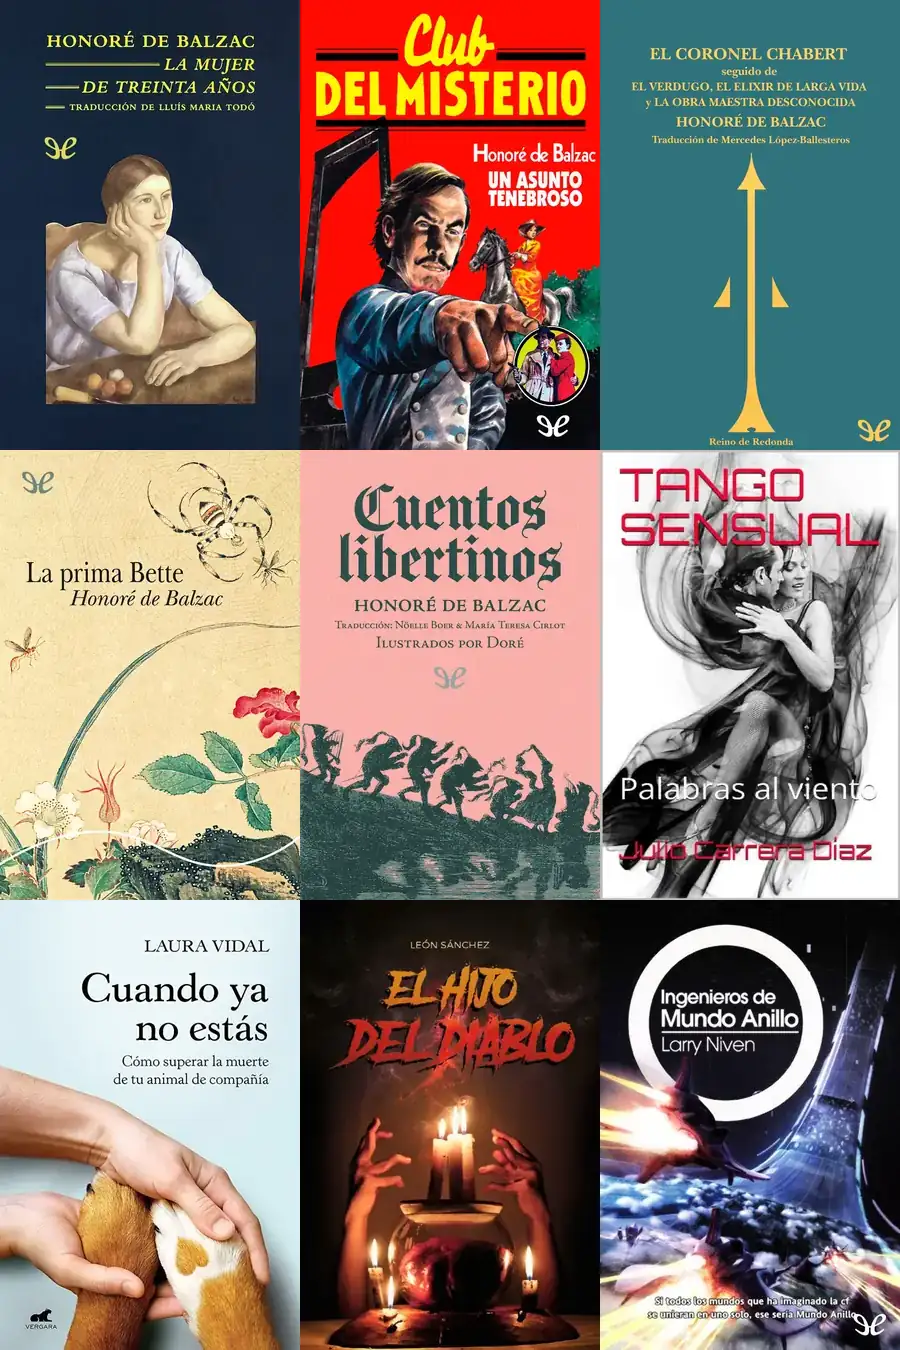 HONORÉ DE BALZAC
LA MUJER
DE TREINTA AÑOS
TRADUCCIÓN DE LLUÍS MARIA TODÓ
Club
DEL MISTERIO
Honoré de Balzac
UN ASUNTO
TENEBROSO
EL CORONEL CHABERT
seguido de
EL VERDUGO, EL ELIXIR DE LARGA VIDA
y LA OBRA MAESTRA DESCONOCIDA
HONORÉ DE BALZAC
Traducción de Mercedes López-Ballesteros
Reino de Redonda
La prima Bette
Honoré de Balzac
Cuentos
libertinos
HONORÉ DE BALZAC
Traducción: Nöelle Boer & María Teresa Cirlot
Ilustrados por Doré
TANGO
SENSUAL
Palabras al viento
Julio Carrera Díaz
LAURA VIDAL
Cuando ya
no estás
Cómo superar la muerte
de tu animal de compañía
VERGARA
LEÓN SÁNCHEZ
EL HIJO
DEL DIABLO
Ingenieros de
Mundo Anillo
Larry Niven
Si todos los mundos que ha imaginado la cf
se unieran en uno solo, ese sería Mundo Anillo